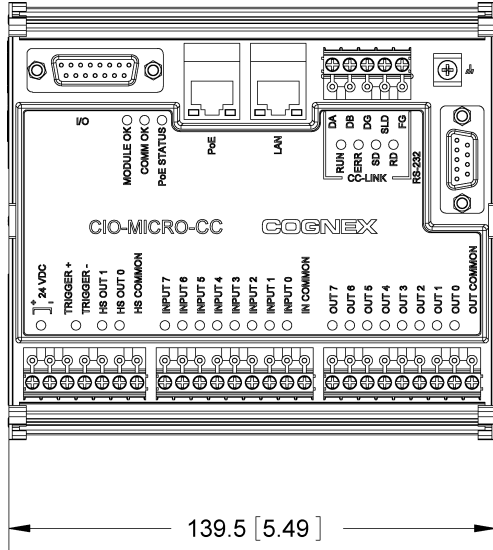 I/O
MODULE OK
COMM OK
PoE STATUS
PoE
LAN
DA
DB
DG
SLD
FG
RUN
ERR
SD
RD
CC-LINK
RS-232
CIO-MICRO-CC
COGNEX
+
-
24 VDC
TRIGGER +
TRIGGER -
HS OUT 1
HS OUT 0
HS COMMON
INPUT 7
INPUT 6
INPUT 5
INPUT 4
INPUT 3
INPUT 2
INPUT 1
INPUT 0
IN COMMON
OUT 7
OUT 6
OUT 5
OUT 4
OUT 3
OUT 2
OUT 1
OUT 0
OUT COMMON
139.5 [5.49]